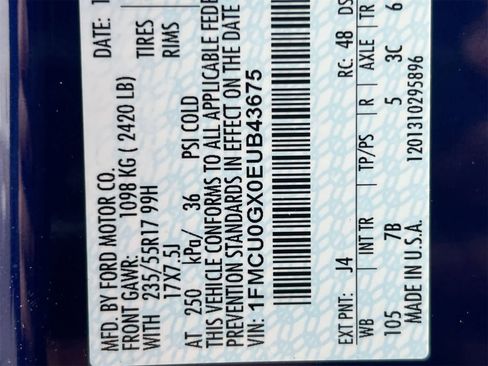 MFD. BY FORD MOTOR CO.
DATE:
FRONT GAWR: 1098 KG ( 2420 LB)
WITH 235/55R17 99H TIRES
17X7.5J RIMS
AT 250 kPa/ 36 PSI COLD
THIS VEHICLE CONFORMS TO ALL APPLICABLE FEDE
PREVENTION STANDARDS IN EFFECT ON THE DATE
VIN: 1FMCU0GX0EUB43675
EXT PNT: J4 RC: 48 DS
WB INT TR TP/PS R AXLE TR
105 7B 5 3C 6
MADE IN U.S.A. 1201310295896